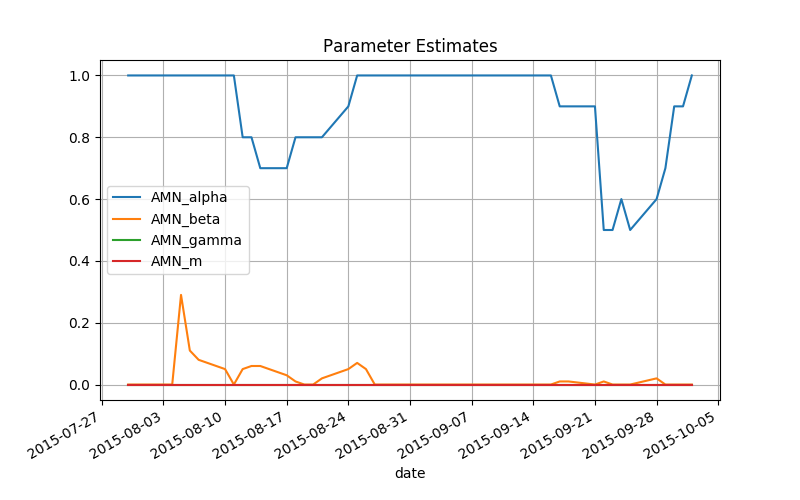 Parameter Estimates
1.0
0.8
0.6
0.4
0.2
0.0
AMN_alpha
AMN_beta
AMN_gamma
AMN_m
2015-07-27
2015-08-03
2015-08-10
2015-08-17
2015-08-24
2015-08-31
2015-09-07
2015-09-14
2015-09-21
2015-09-28
2015-10-05
date